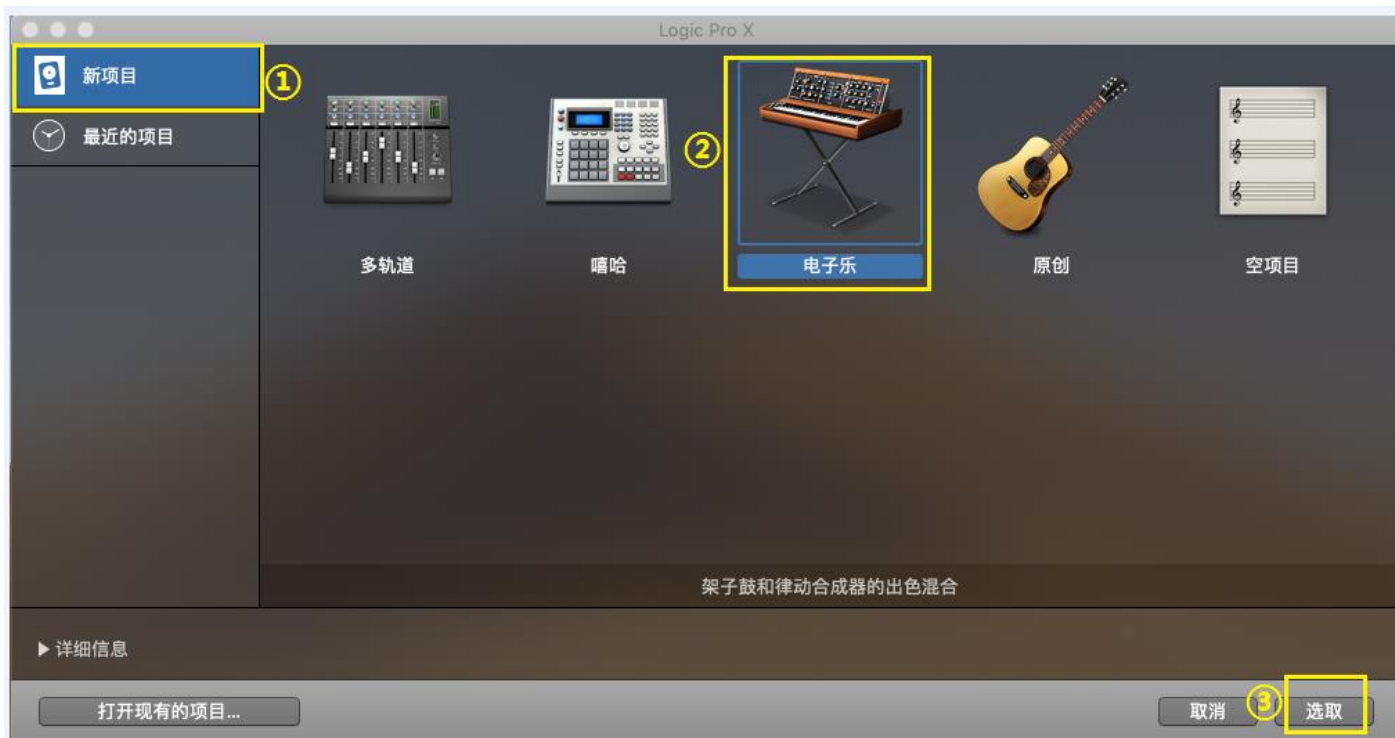 Logic Pro X
新项目
①
最近的项目
②
多轨道
嘻哈
电子乐
原创
空项目
架子鼓和律动合成器的出色混合
▶详细信息
打开现有的项目...
取消
③
选取